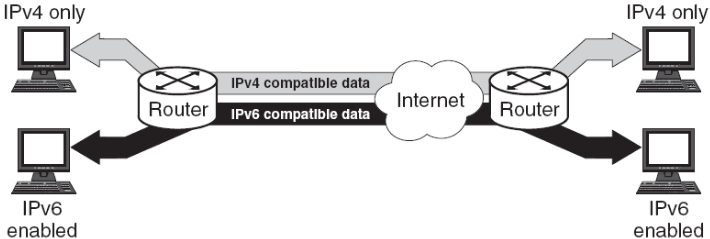 IPv4 only
IPv4 only
IPv4 compatible data
Internet
Router
Router
IPv6 compatible data
IPv6
enabled
IPv6
enabled